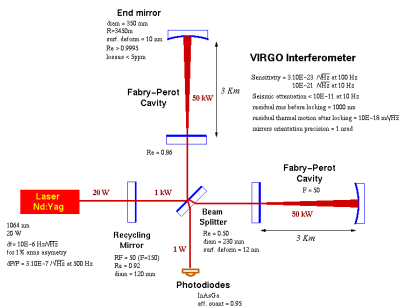 End mirror
diam = 350 mm
R=3450m
surf. deform = 10 nm
Re > 0.9995
losses < 5ppm
VIRGO Interferometer
Sensitivity = 3.10E-23 /√Hz at 100 Hz
10E-21 /√Hz at 10 Hz
Seismic attenuation < 10E-11 at 10 Hz
residual rms before locking = 1000 nm
residual thermal motion after locking = 10E-18 m/√Hz
mirrors orientation precision = 1 nrad
Fabry-Perot
Cavity
50 kW
3 Km
Re = 0.86
Fabry-Perot
Cavity
F = 50
Laser
Nd:Yag
20 W
1 kW
50 kW
3 Km
1064 nm
20 W
df = 10E-6 Hz/√Hz
for 1% arms asymetry
dP/P = 3.10E-7 /√Hz at 500 Hz
Recycling
Mirror
RF = 50 (F=150)
Re = 0.92
diam = 120 mm
Beam
Splitter
Re = 0.50
diam = 230 mm
surf. deform = 12 nm
1 W
Photodiodes
InAsGa
eff. quant = 0.95